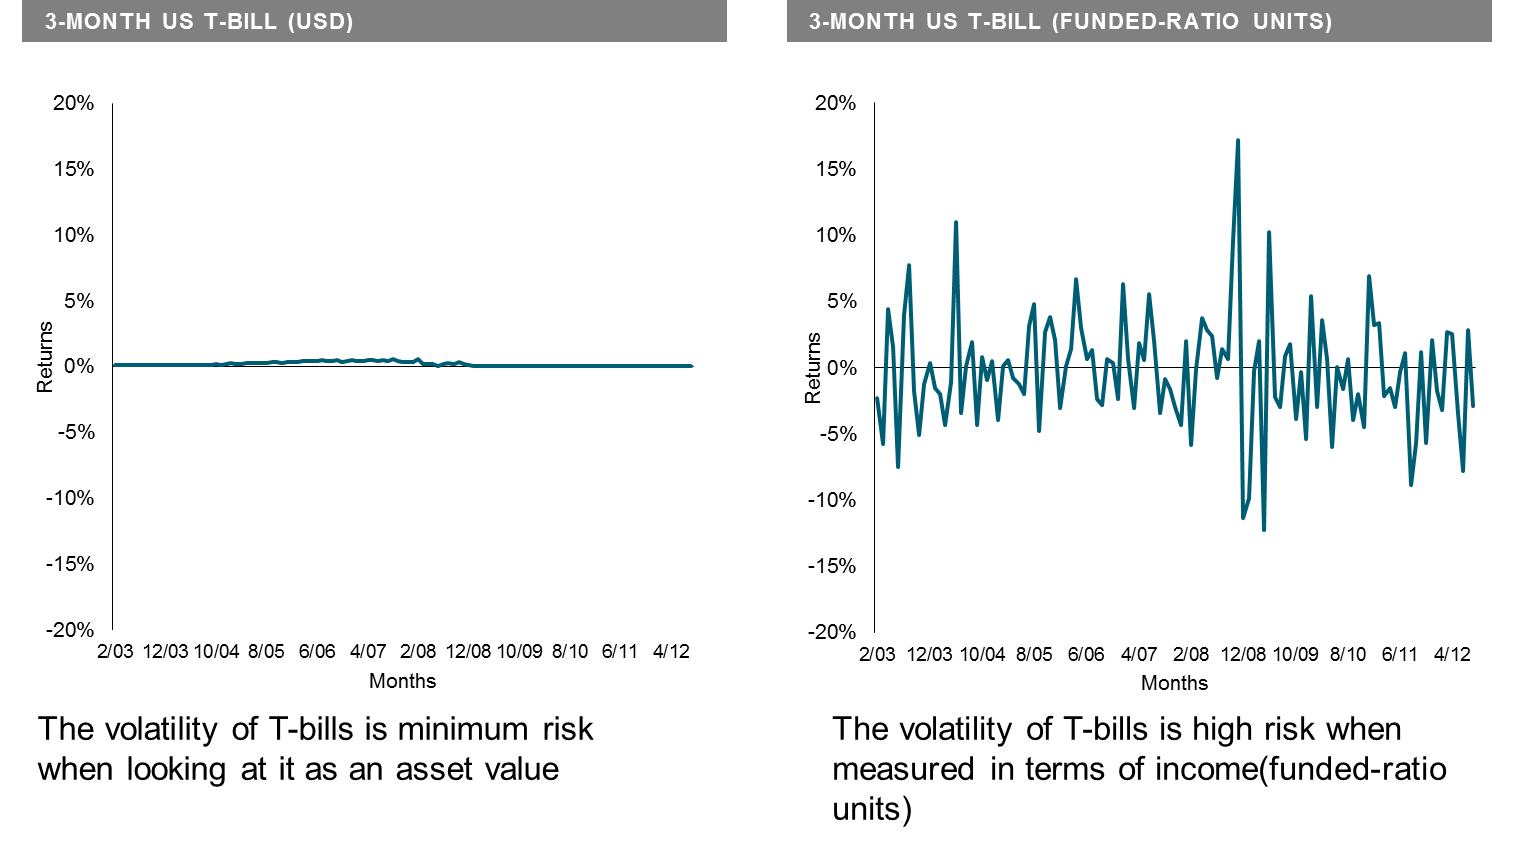 3-MONTH US T-BILL (USD)
20%
15%
10%
5%
0%
-5%
-10%
-15%
-20%
Returns
2/03 12/03 10/04 8/05 6/06 4/07 2/08 12/08 10/09 8/10 6/11 4/12
Months
The volatility of T-bills is minimum risk
when looking at it as an asset value
3-MONTH US T-BILL (FUNDED-RATIO UNITS)
20%
15%
10%
5%
0%
-5%
-10%
-15%
-20%
Returns
2/03 12/03 10/04 8/05 6/06 4/07 2/08 12/08 10/09 8/10 6/11 4/12
Months
The volatility of T-bills is high risk when
measured in terms of income(funded-ratio
units)